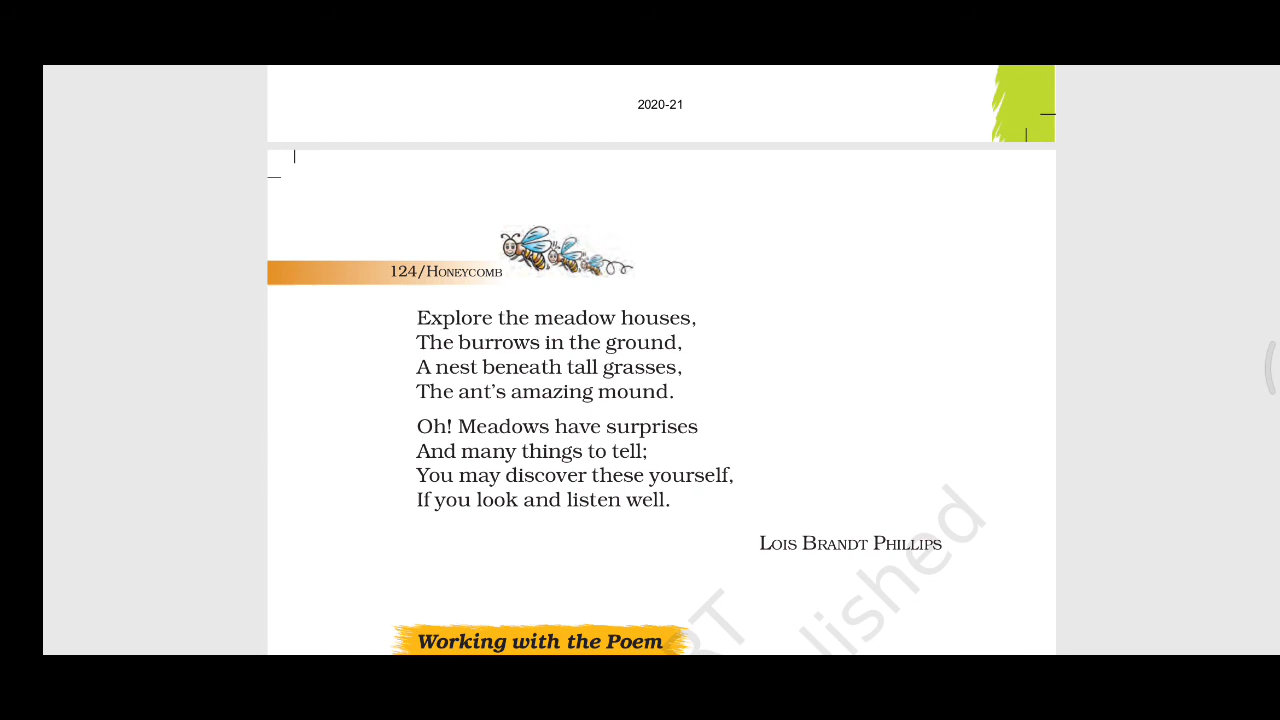 2020-21
124/HONEYCOMB
Explore the meadow houses,
The burrows in the ground,
A nest beneath tall grasses,
The ant's amazing mound.
Oh! Meadows have surprises
And many things to tell;
You may discover these yourself,
If you look and listen well.
LOIS BRANDT PHILLIPS
Working with the Poem